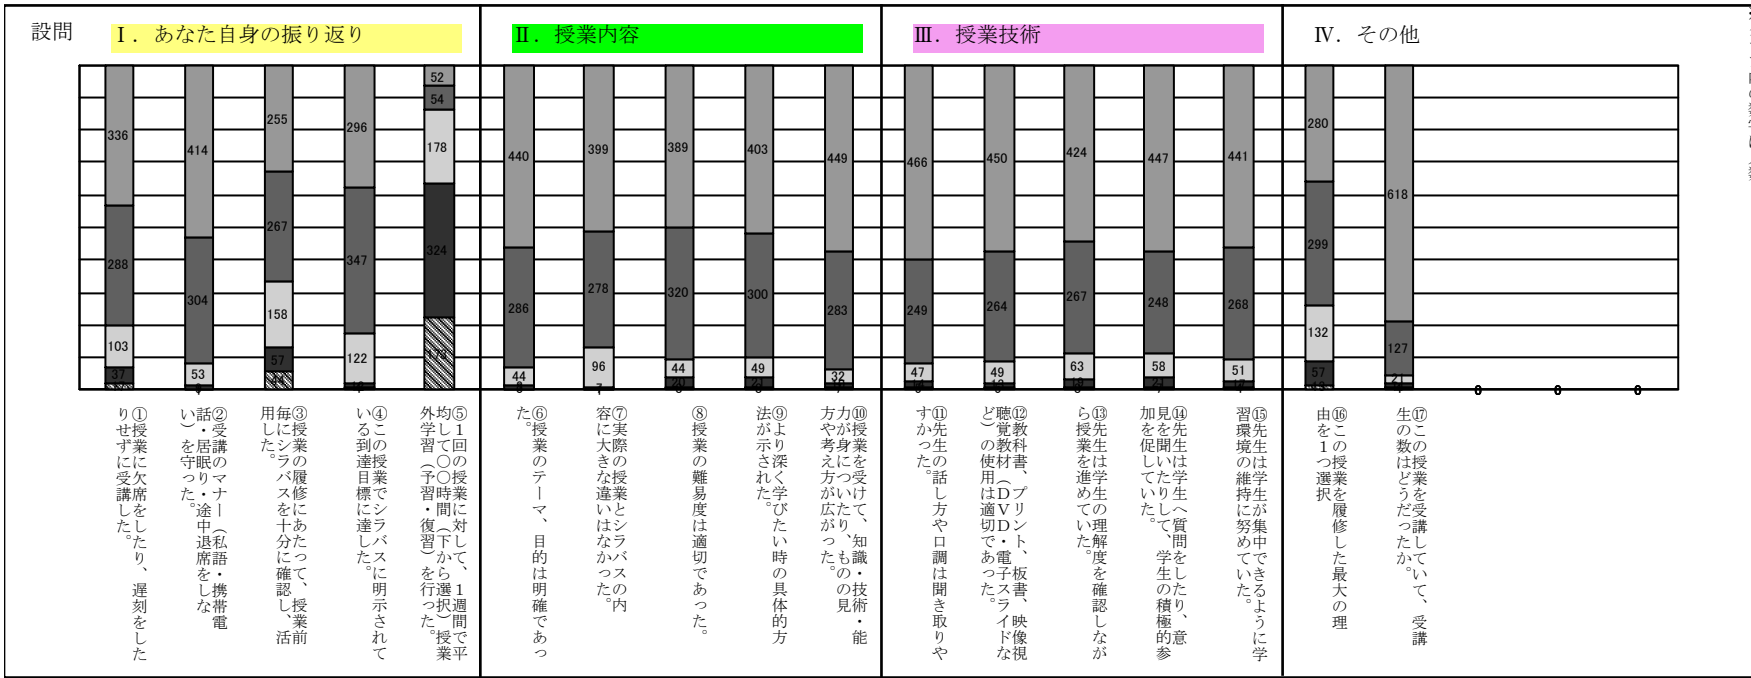 設問
Ⅰ．あなた自身の振り返り
Ⅱ．授業内容
Ⅲ．授業技術
Ⅳ．その他
336
288
103
37
414
304
53
255
267
158
57
44
296
347
122
52
54
178
324
173
440
286
44
399
278
96
7
389
320
44
20
403
300
49
21
449
283
32
466
249
47
14
450
264
49
424
267
63
447
248
58
21
441
268
51
280
299
132
57
618
127
21
0
0
0
①授業に欠席をしたり、遅刻をした
りせずに受講した。
②受講のマナー（私語・携帯電
話・居眠り・途中退席をしな
い）を守った。
③授業の履修にあたって、授業前
毎にシラバスを十分に確認し、活
用した。
④この授業でシラバスに明示されて
いる到達目標に達した。
⑤１回の授業に対して、１週間で平
均して〇〇時間（下から選択）授業
外学習（予習・復習）を行った。
⑥授業のテーマ、目的は明確であっ
た。
⑦実際の授業とシラバスの内
容に大きな違いはなかった。
⑧授業の難易度は適切であった。
⑨より深く学びたい時の具体的方
法が示された。
⑩授業を受けて、知識・技術・能
力が身についたり、ものの見
方や考え方が広がった。
⑪先生の話し方や口調は聞き取りや
すかった。
⑫教科書、プリント、板書、映像視
聴覚教材（ＤＶＤ・電子スライドな
ど）の使用は適切であった。
⑬先生は学生の理解度を確認しなが
ら授業を進めていた。
⑭先生は学生へ質問をしたり、意
見を聞いたりして、学生の積極的参
加を促していた。
⑮先生は学生が集中できるように学
習環境の維持に努めていた。
⑯この授業を履修した最大の理
由を１つ選択
⑰この授業を受講していて、受講
生の数はどうだったか。